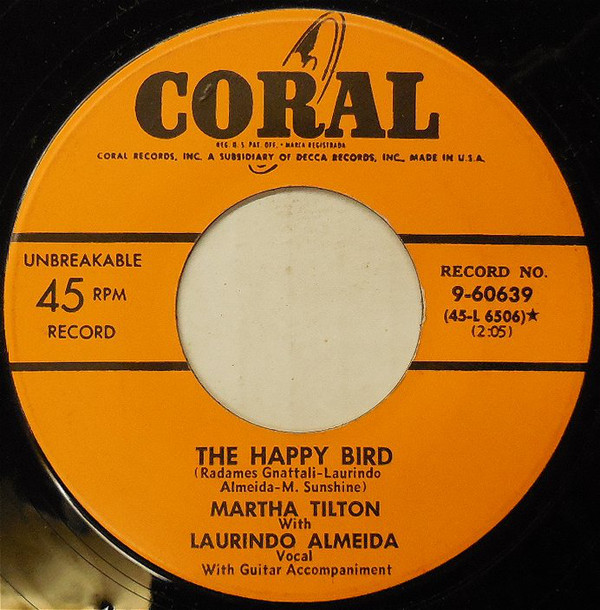 CORAL
REG. U.S. PAT. OFF. • MARCA REGISTRADA
CORAL RECORDS, INC. A SUBSIDIARY OF DECCA RECORDS, INC., MADE IN U.S.A.
UNBREAKABLE
45 RPM
RECORD
RECORD NO.
9-60639
(45-L 6506)★
(2:05)
THE HAPPY BIRD
(Radames Gnattali-Laurindo
Almeida-M. Sunshine)
MARTHA TILTON
With
LAURINDO ALMEIDA
Vocal
With Guitar Accompaniment